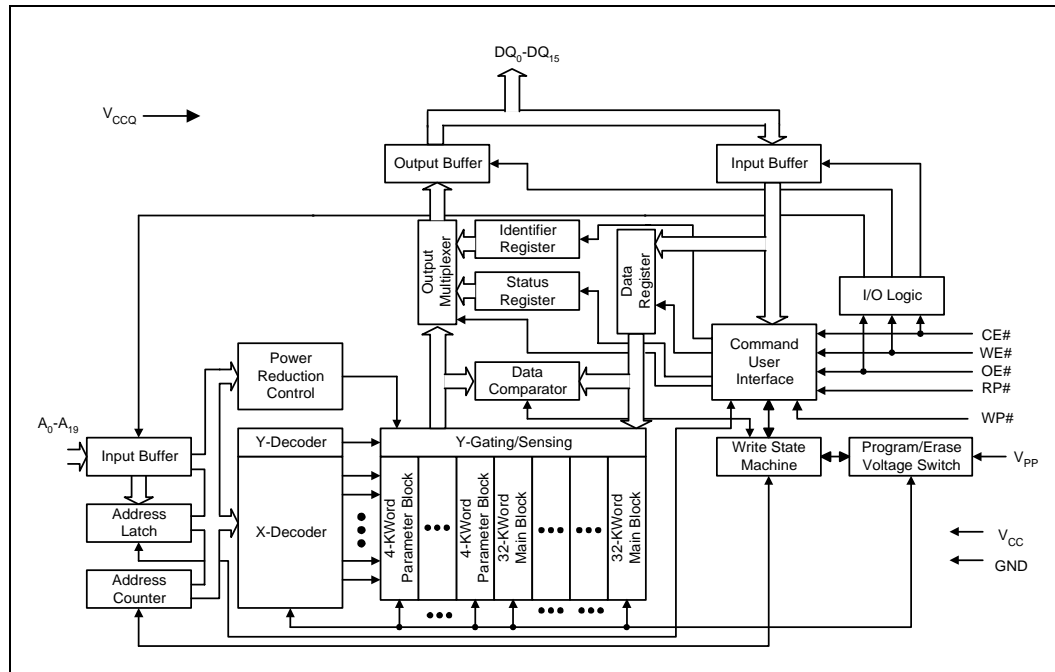 DQ0-DQ15
VCCQ
Output Buffer
Input Buffer
Output
Multiplexer
Identifier
Register
Status
Register
Data
Register
I/O Logic
Command
User
Interface
CE#
WE#
OE#
RP#
WP#
Power
Reduction
Control
Data
Comparator
A0-A19
Input Buffer
Y-Decoder
Y-Gating/Sensing
Write State
Machine
Program/Erase
Voltage Switch
VPP
Address
Latch
X-Decoder
4-KWord
Parameter Block
4-KWord
Parameter Block
32-KWord
Main Block
32-KWord
Main Block
VCC
GND
Address
Counter